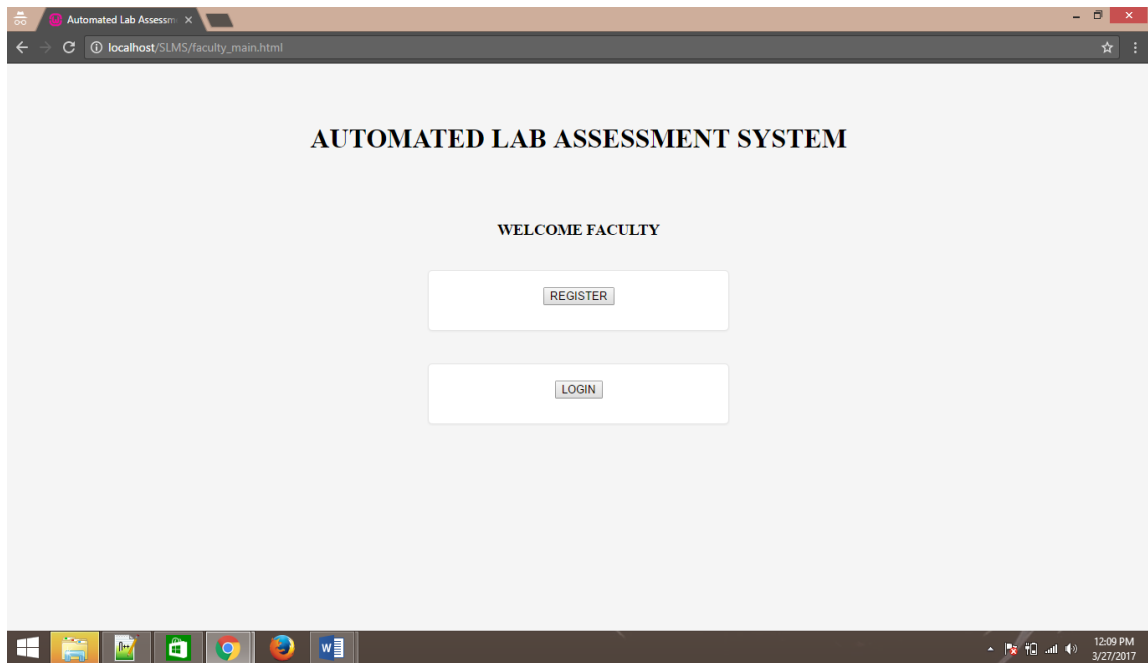 Automated Lab Assessm
localhost/SLMS/faculty_main.html
AUTOMATED LAB ASSESSMENT SYSTEM
WELCOME FACULTY
REGISTER
LOGIN
12:09 PM
3/27/2017